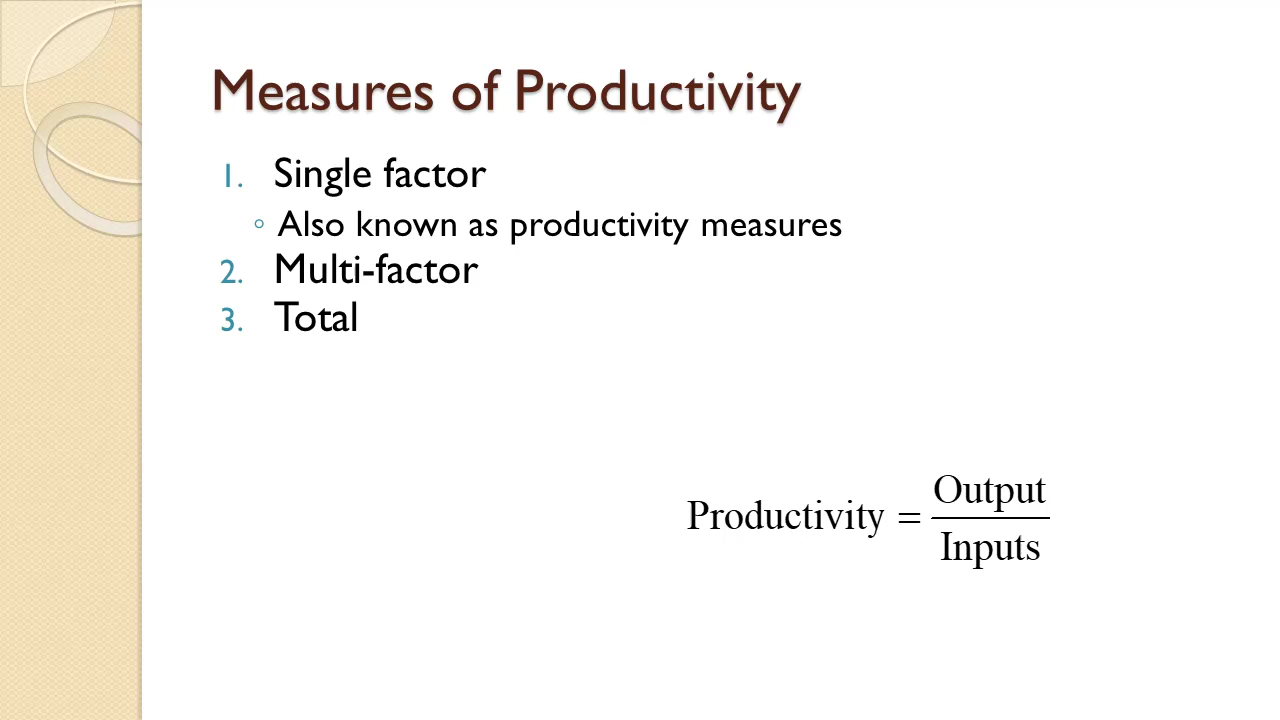 Measures of Productivity
1. Single factor
◦ Also known as productivity measures
2. Multi-factor
3. Total
Productivity = Output / Inputs